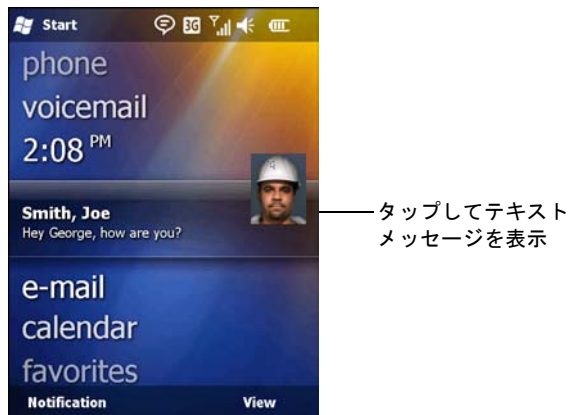 Start
3G
phone
voicemail
2:08 PM
Smith, Joe
Hey George, how are you?
タップしてテキスト
メッセージを表示
e-mail
calendar
favorites
Notification View